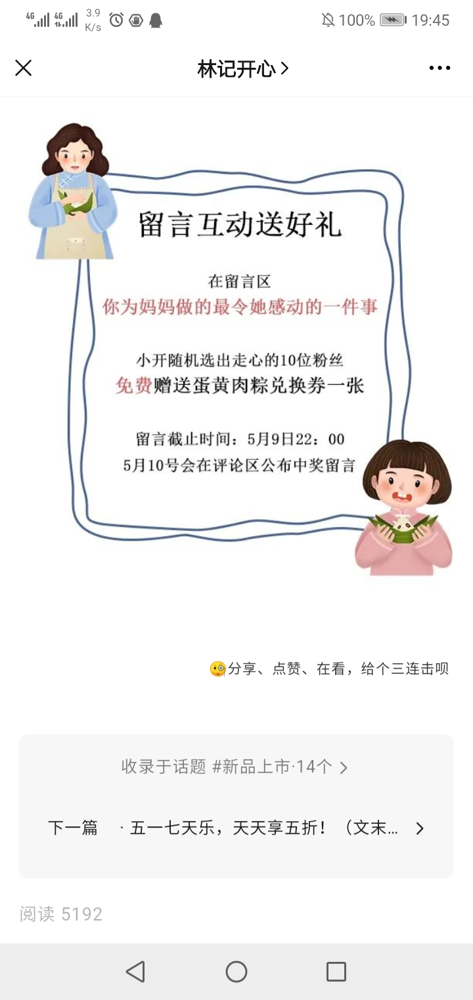 4G 4G 3.9 K/s 100% 19:45
林记开心
留言互动送好礼
在留言区
你为妈妈做的最令她感动的一件事
小开随机选出走心的10位粉丝
免费赠送蛋黄肉粽兑换券一张
留言截止时间：5月9日22：00
5月10号会在评论区公布中奖留言
分享、点赞、在看，给个三连击呗
收录于话题 #新品上市·14个
下一篇 · 五一七天乐，天天享五折！（文末...
阅读 5192